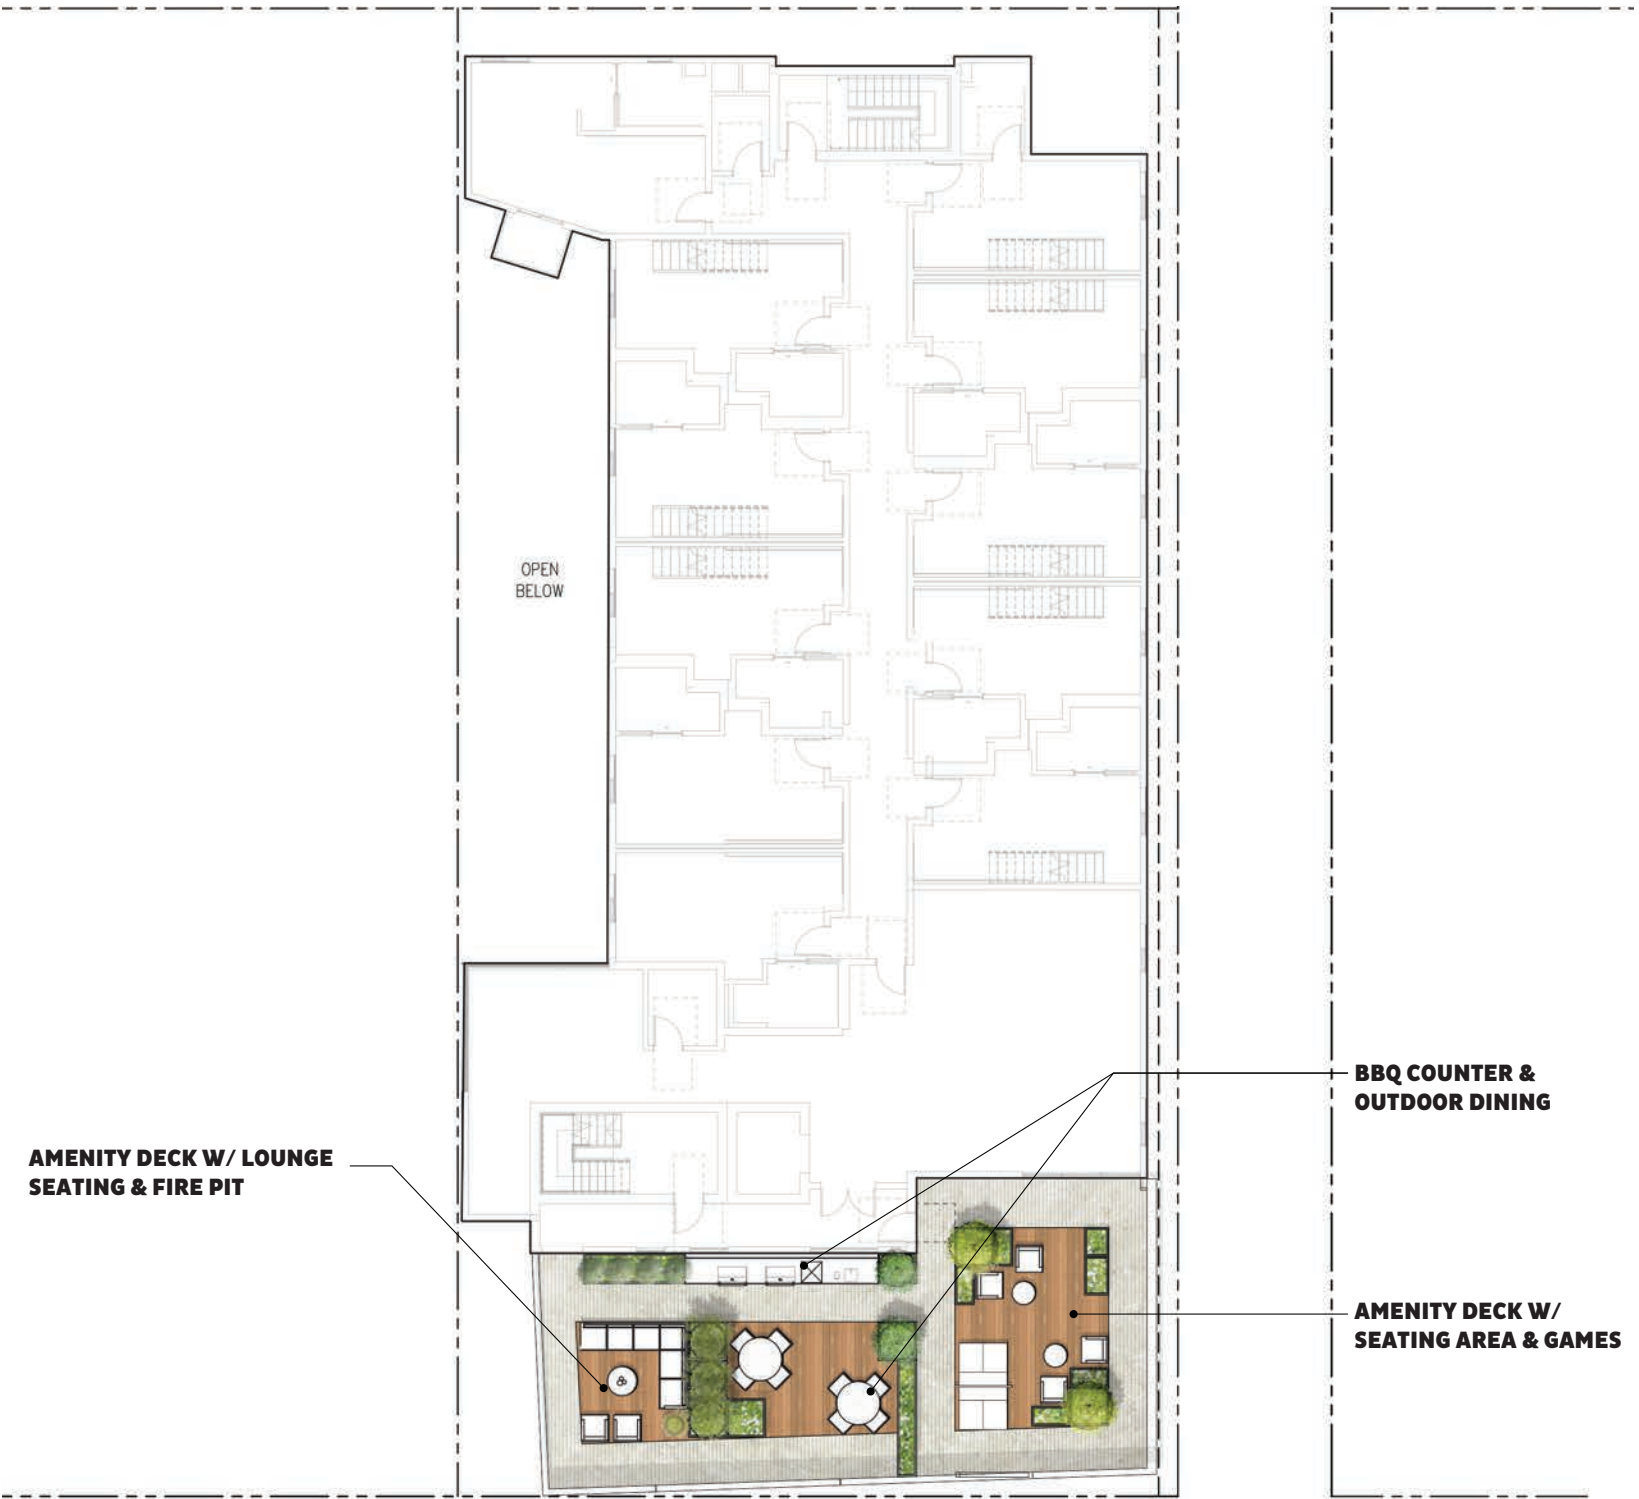 OPEN
BELOW
BBQ COUNTER &
OUTDOOR DINING
AMENITY DECK W/ LOUNGE
SEATING & FIRE PIT
AMENITY DECK W/
SEATING AREA & GAMES